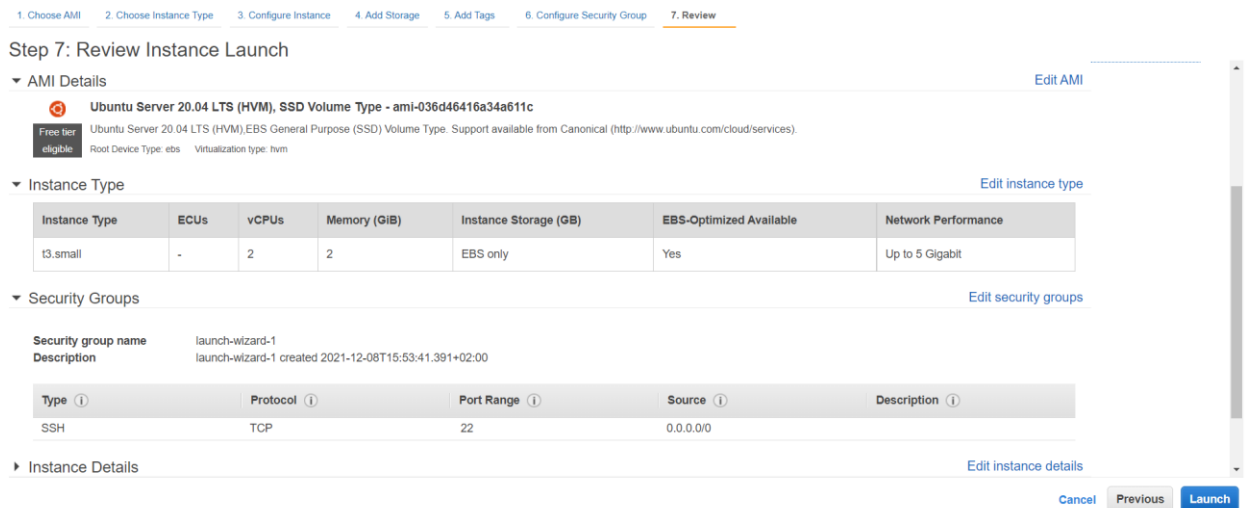 1. Choose AMI 2. Choose Instance Type 3. Configure Instance 4. Add Storage 5. Add Tags 6. Configure Security Group 7. Review
Step 7: Review Instance Launch
AMI Details Edit AMI
Ubuntu Server 20.04 LTS (HVM), SSD Volume Type - ami-036d46416a34a611c
Free tier eligible
Ubuntu Server 20.04 LTS (HVM),EBS General Purpose (SSD) Volume Type. Support available from Canonical (http://www.ubuntu.com/cloud/services).
Root Device Type: ebs Virtualization type: hvm
Instance Type Edit instance type
Instance Type ECUs vCPUs Memory (GiB) Instance Storage (GB) EBS-Optimized Available Network Performance
t3.small - 2 2 EBS only Yes Up to 5 Gigabit
Security Groups Edit security groups
Security group name launch-wizard-1
Description launch-wizard-1 created 2021-12-08T15:53:41.391+02:00
Type i Protocol i Port Range i Source i Description i
SSH TCP 22 0.0.0.0/0
Instance Details Edit instance details
Cancel Previous Launch